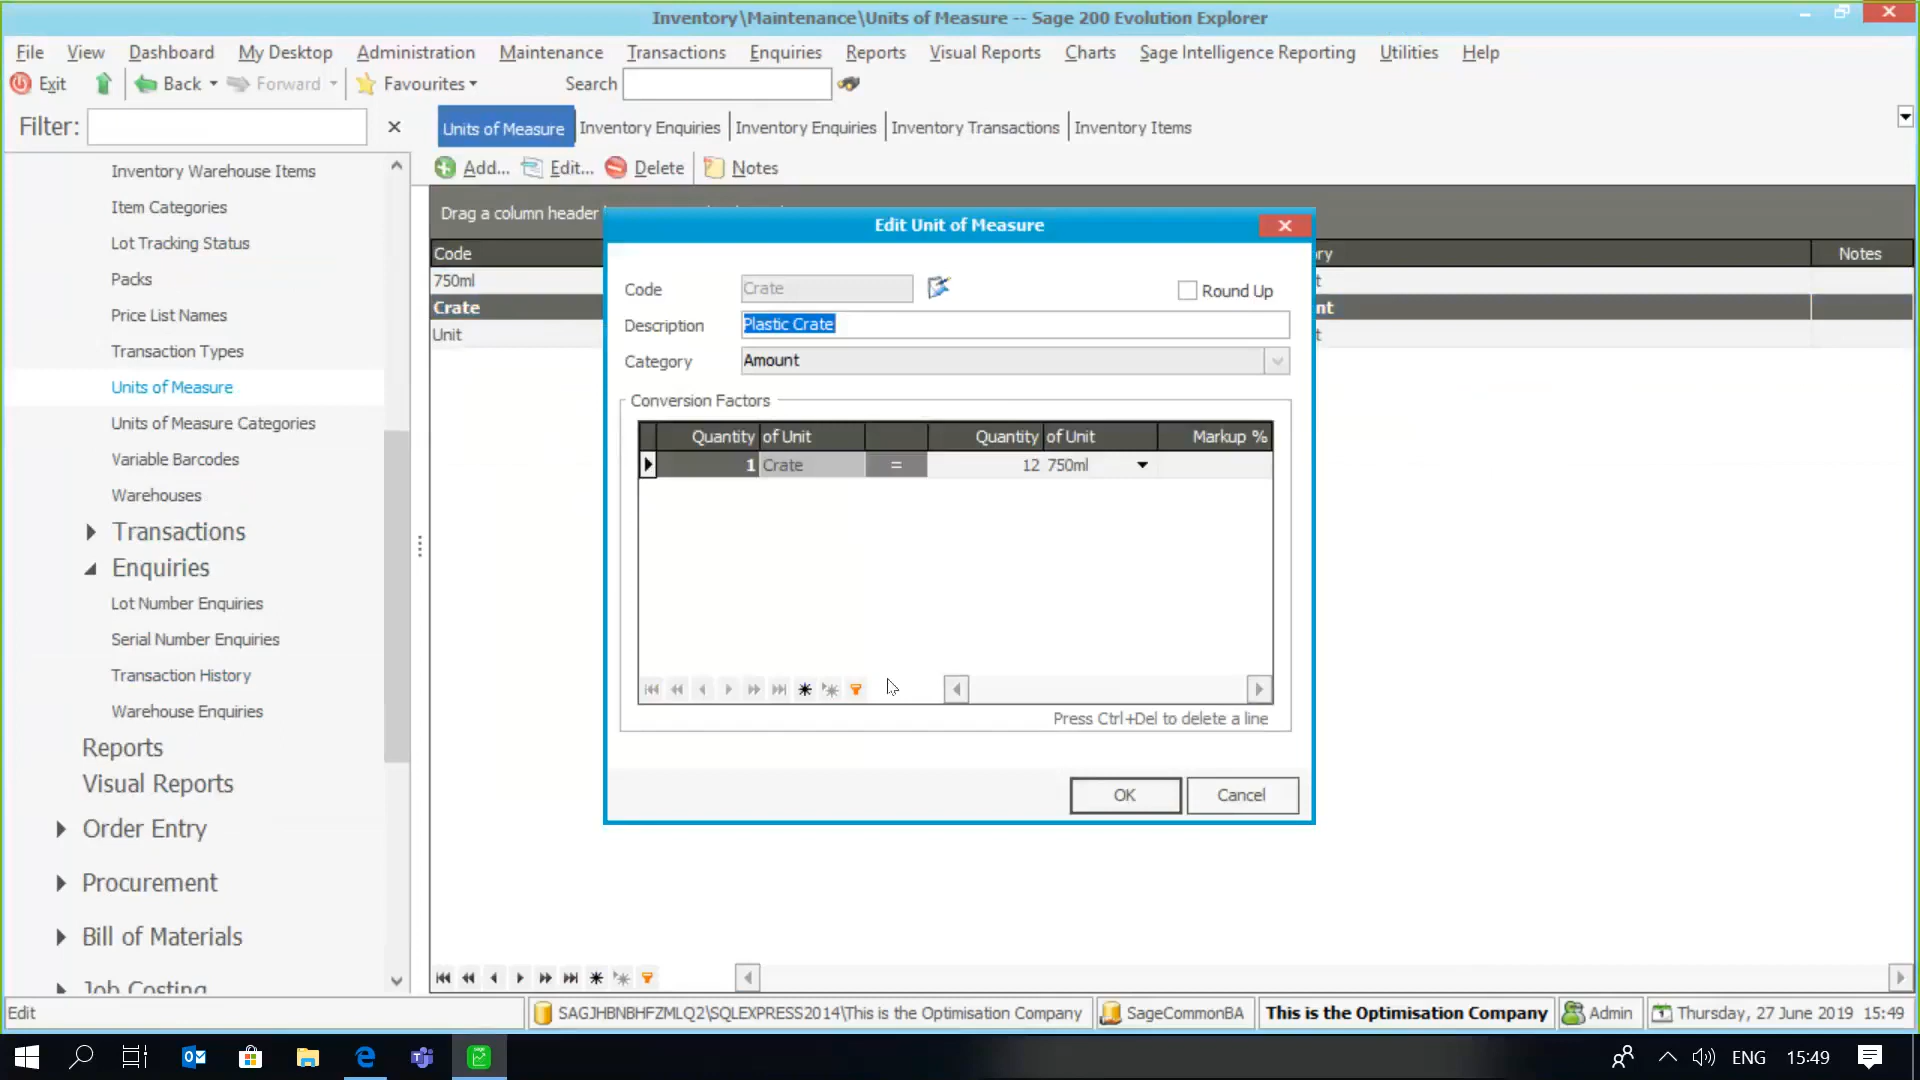 Inventory\Maintenance\Units of Measure -- Sage 200 Evolution Explorer
File View Dashboard My Desktop Administration Maintenance Transactions Enquiries Reports Visual Reports Charts Sage Intelligence Reporting Utilities Help
Exit Back Forward Favourites Search
Filter:
Units of Measure Inventory Enquiries Inventory Enquiries Inventory Transactions Inventory Items
Add... Edit... Delete Notes
Inventory Warehouse Items
Item Categories
Lot Tracking Status
Packs
Price List Names
Transaction Types
Units of Measure
Units of Measure Categories
Variable Barcodes
Warehouses
Transactions
Enquiries
Lot Number Enquiries
Serial Number Enquiries
Transaction History
Warehouse Enquiries
Reports
Visual Reports
Order Entry
Procurement
Bill of Materials
Job Costing
Drag a column header
Code ry Notes
750ml t
Crate nt
Unit t
Edit Unit of Measure
Code Crate Round Up
Description Plastic Crate
Category Amount
Conversion Factors
Quantity of Unit Quantity of Unit Markup %
1 Crate = 12 750ml
Press Ctrl+Del to delete a line
OK Cancel
Edit SAGJHBNBHFZMLQ2\SQLEXPRESS2014\This is the Optimisation Company SageCommonBA This is the Optimisation Company Admin Thursday, 27 June 2019 15:49
ENG 15:49